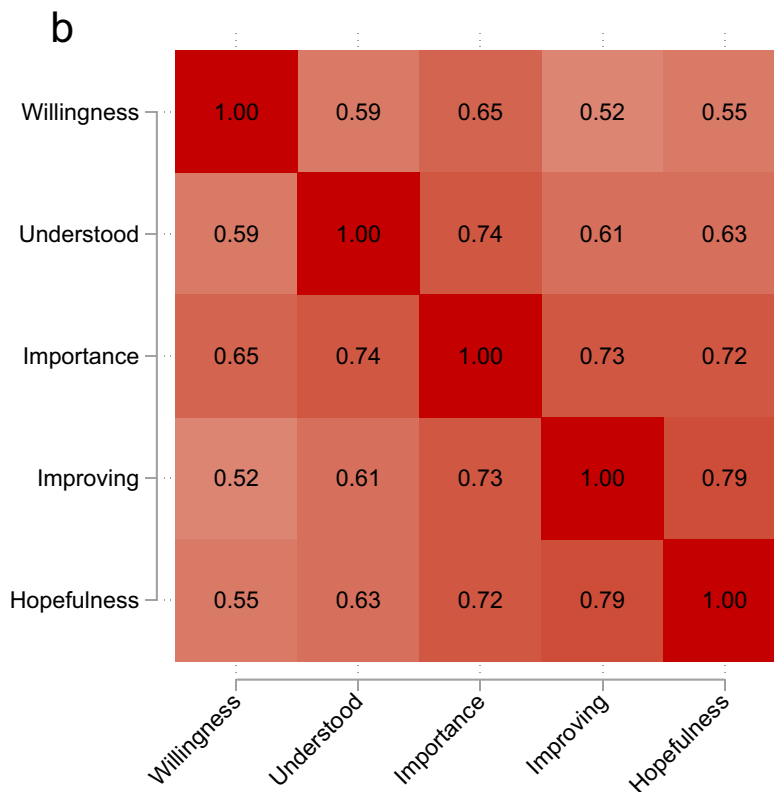 b
Willingness 1.00 0.59 0.65 0.52 0.55
Understood 0.59 1.00 0.74 0.61 0.63
Importance 0.65 0.74 1.00 0.73 0.72
Improving 0.52 0.61 0.73 1.00 0.79
Hopefulness 0.55 0.63 0.72 0.79 1.00
Willingness Understood Importance Improving Hopefulness